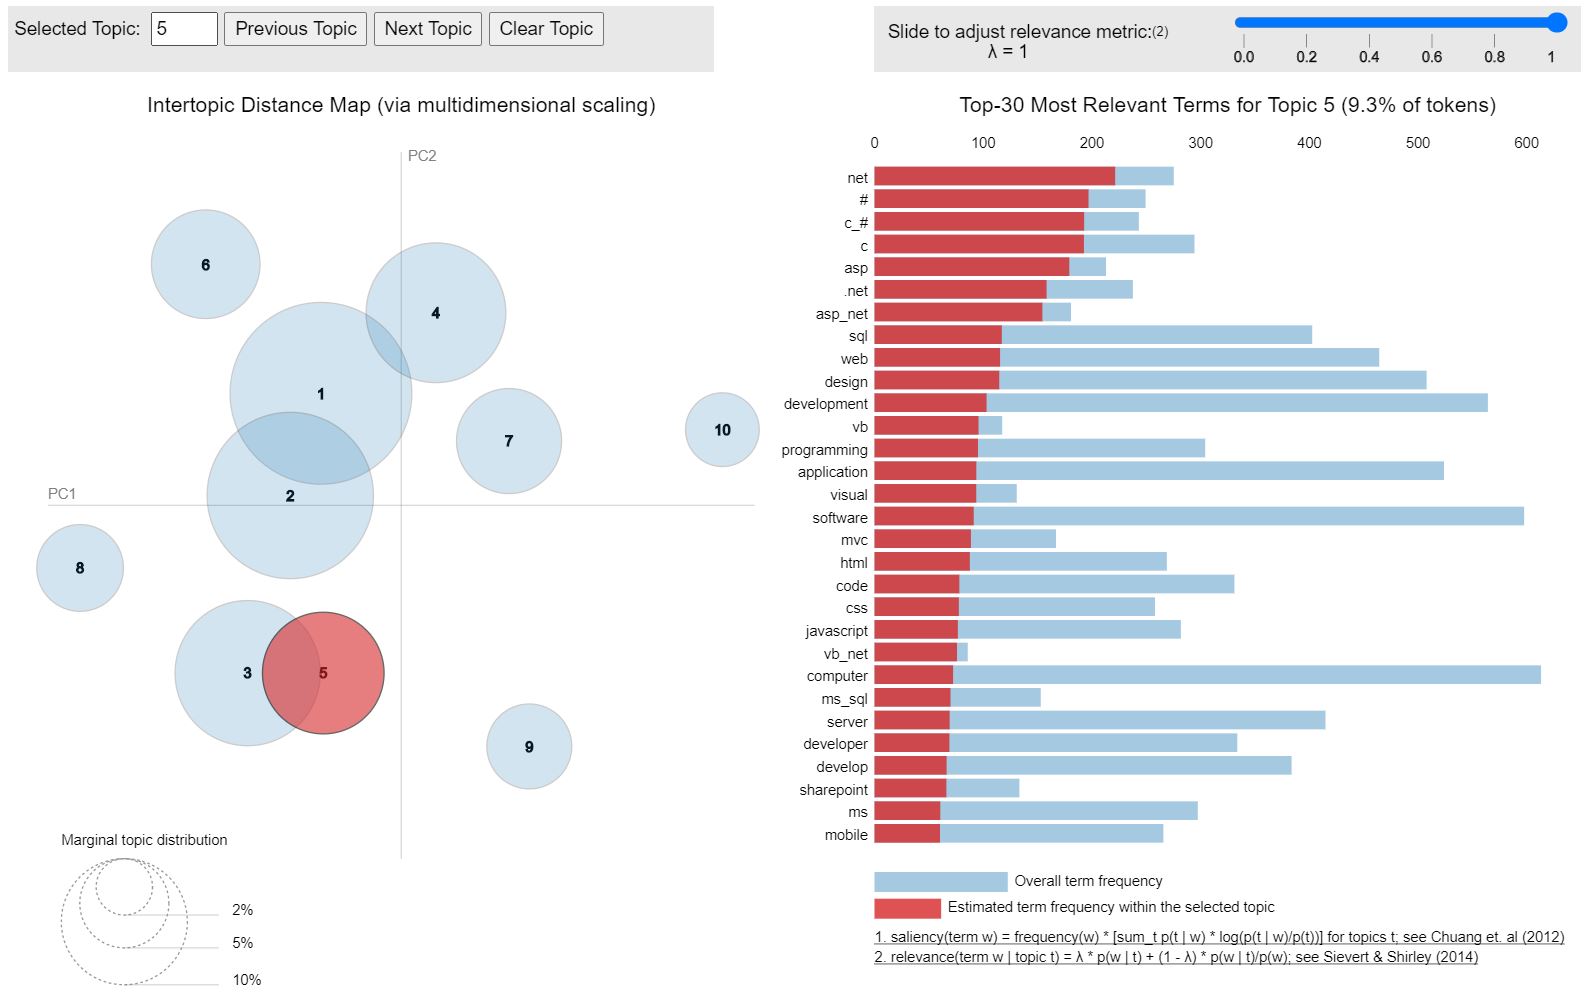 Selected Topic: 5 Previous Topic Next Topic Clear Topic
Slide to adjust relevance metric:(2)
λ = 1
0.0 0.2 0.4 0.6 0.8 1
Intertopic Distance Map (via multidimensional scaling)
PC2
6
4
1
7
10
2
PC1
8
3
5
9
Marginal topic distribution
2%
5%
10%
Top-30 Most Relevant Terms for Topic 5 (9.3% of tokens)
0 100 200 300 400 500 600
net
#
c_#
c
asp
.net
asp_net
sql
web
design
development
vb
programming
application
visual
software
mvc
html
code
css
javascript
vb_net
computer
ms_sql
server
developer
develop
sharepoint
ms
mobile
Overall term frequency
Estimated term frequency within the selected topic
1. saliency(term w) = frequency(w) * [sum_t p(t | w) * log(p(t | w)/p(t))] for topics t; see Chuang et. al (2012)
2. relevance(term w | topic t) = λ * p(w | t) + (1 - λ) * p(w | t)/p(w); see Sievert & Shirley (2014)